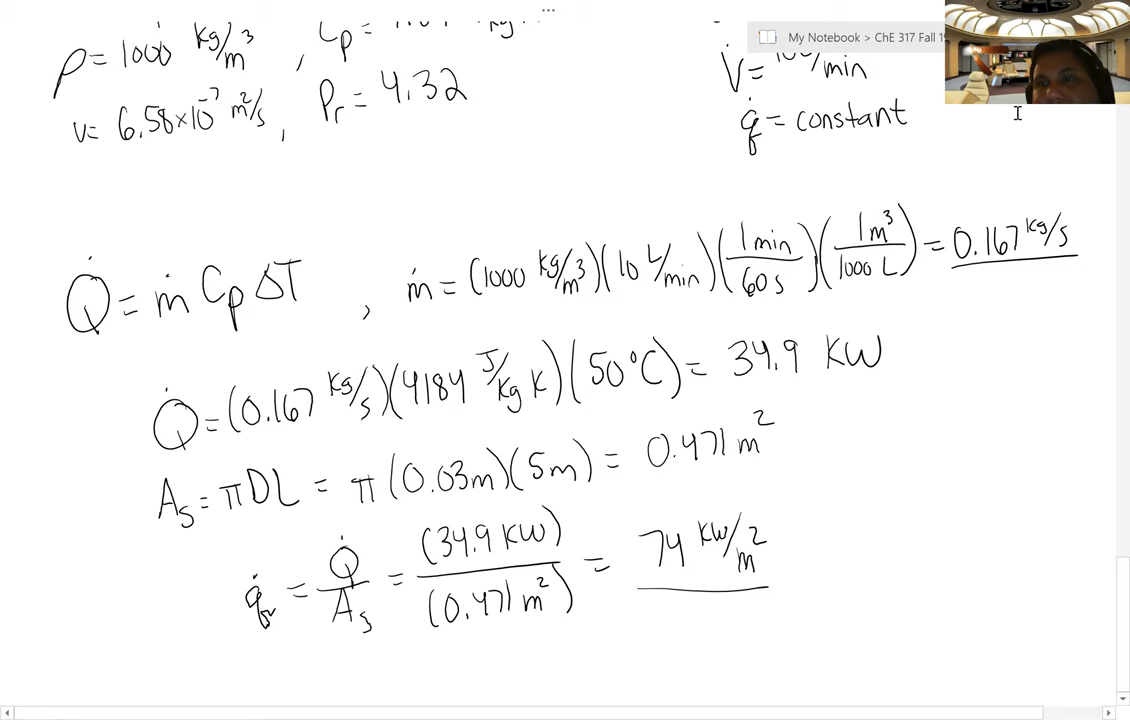 ρ = 1000 kg/m³ , Cp =
ν = 6.58×10⁻⁷ m²/s , Pr = 4.32
My Notebook > ChE 317 Fall
V̇ = 10 L/min
q̇ = constant
Q̇ = ṁ Cp ΔT , ṁ = (1000 kg/m³)(10 L/min)(1 min/60 s)(1 m³/1000 L) = 0.167 kg/s
Q̇ = (0.167 kg/s)(4184 J/kg K)(50°C) = 34.9 KW
As = πDL = π(0.03m)(5m) = 0.471 m²
q̇ = Q̇/As = (34.9 KW)/(0.471 m²) = 74 KW/m²